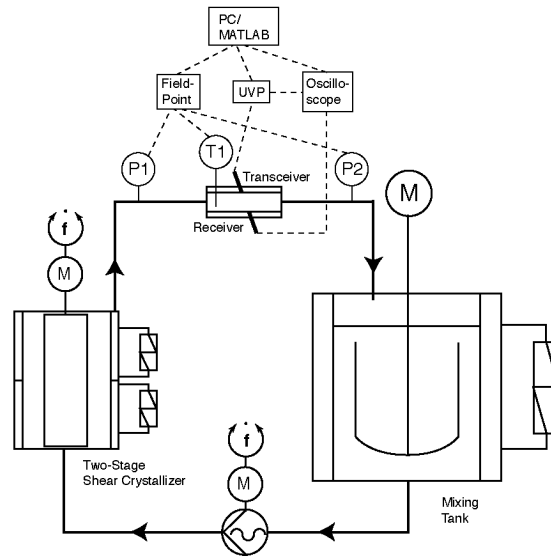 PC/
MATLAB
Field-
Point
UVP
Oscillo-
scope
P1
T1
P2
Transceiver
Receiver
M
f
M
Two-Stage
Shear Crystallizer
f
M
Mixing
Tank